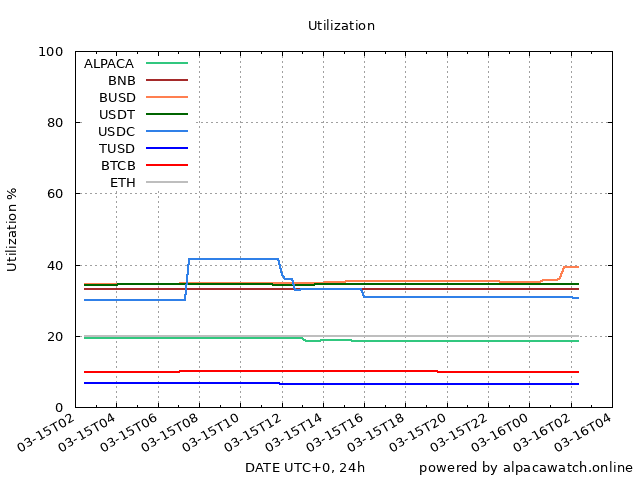 Utilization
100
80
60
40
20
0
Utilization %
ALPACA
BNB
BUSD
USDT
USDC
TUSD
BTCB
ETH
03-15T02
03-15T04
03-15T06
03-15T08
03-15T10
03-15T12
03-15T14
03-15T16
03-15T18
03-15T20
03-15T22
03-16T00
03-16T02
03-16T04
DATE UTC+0, 24h
powered by alpacawatch.online